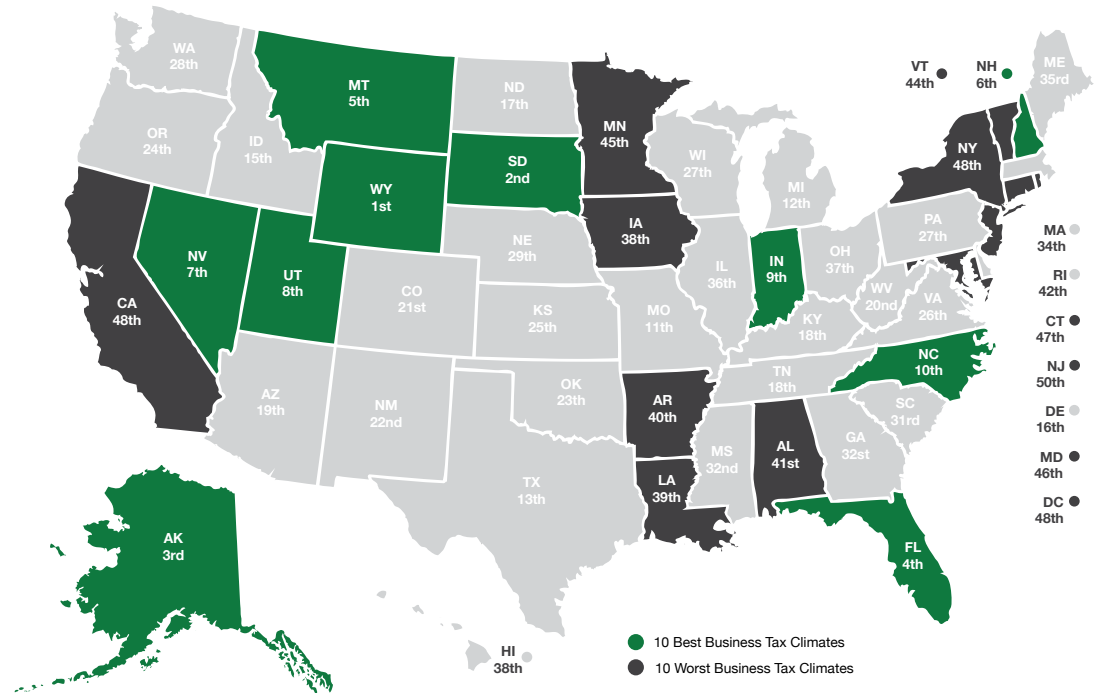 WA
28th
MT
5th
ND
17th
MN
45th
VT
44th
NH
6th
ME
35rd
OR
24th
ID
15th
WY
1st
SD
2nd
WI
27th
MI
12th
NY
48th
NV
7th
UT
8th
NE
29th
IA
38th
PA
27th
MA
34th
CA
48th
CO
21st
KS
25th
MO
11th
IL
36th
IN
9th
OH
37th
WV
20nd
VA
26th
KY
18th
RI
42th
CT
47th
AZ
19th
NM
22nd
OK
23th
AR
40th
TN
18th
NC
10th
SC
31rd
NJ
50th
DE
16th
TX
13th
LA
39th
MS
32nd
AL
41st
GA
32st
MD
46th
DC
48th
AK
3rd
FL
4th
HI
38th
10 Best Business Tax Climates
10 Worst Business Tax Climates